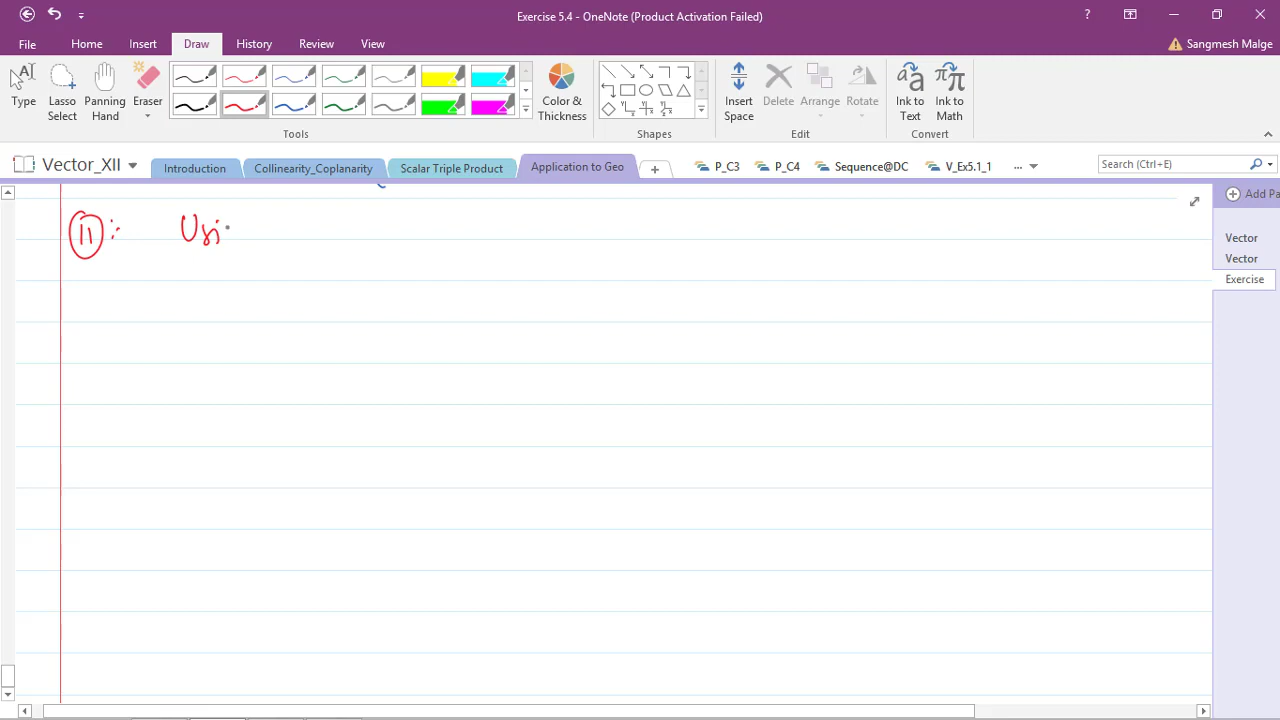 Exercise 5.4 - OneNote (Product Activation Failed)
?
File Home Insert Draw History Review View Sangmesh Malge
Type Lasso Select Panning Hand Eraser Color & Thickness Insert Space Delete Arrange Rotate Ink to Text Ink to Math
Tools Shapes Edit Convert
Vector_XII Introduction Collinearity_Coplanarity Scalar Triple Product Application to Geo P_C3 P_C4 Sequence@DC V_Ex5.1_1 ... Search (Ctrl+E)
Add Pa
11 : Usi
Vector
Vector
Exercise